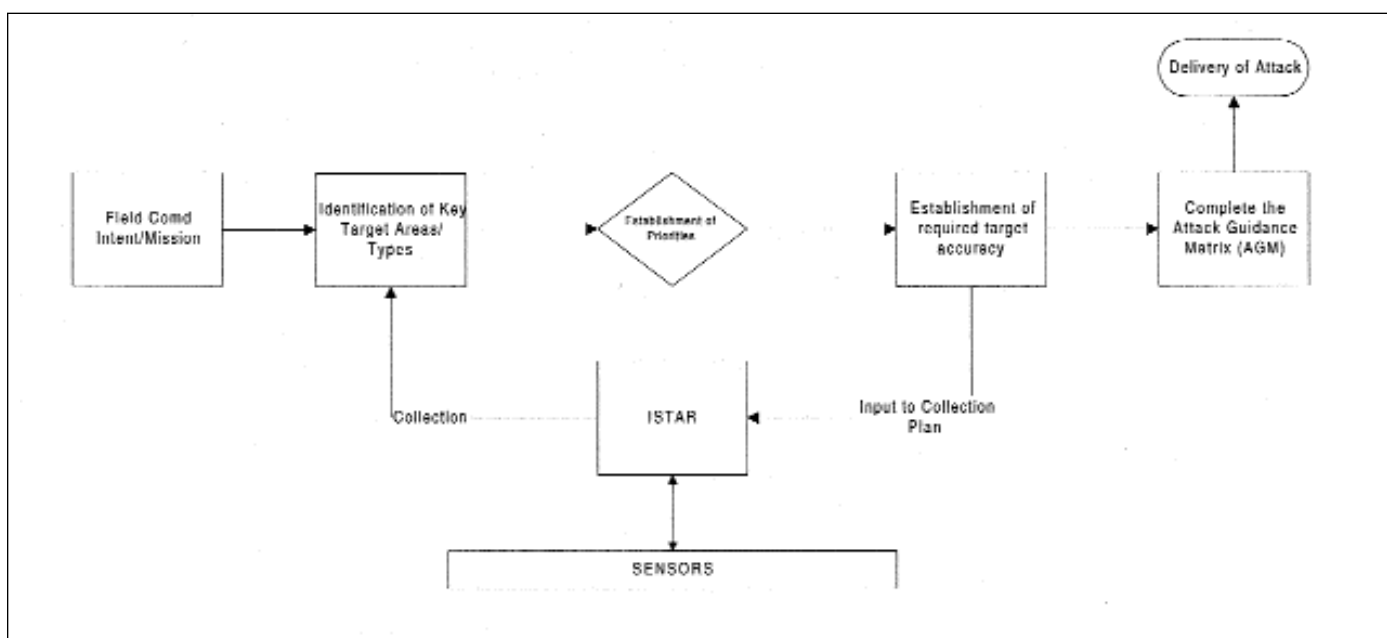 Delivery of Attack
Field Comd
Intent/Mission
Identification of Key
Target Areas/
Types
Establishment of
Priorities
Establishment of
required target
accuracy
Complete the
Attack Guidance
Matrix (AGM)
Collection
ISTAR
Input to Collection
Plan
SENSORS